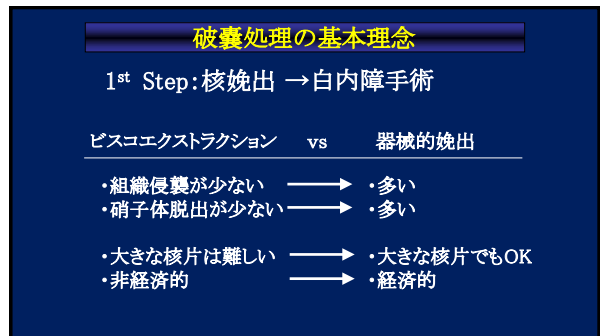 破嚢処理の基本理念
1st Step:核娩出 →白内障手術
ビスコエクストラクション vs 器械的娩出
・組織侵襲が少ない ・多い
・硝子体脱出が少ない ・多い
・大きな核片は難しい ・大きな核片でもOK
・非経済的 ・経済的